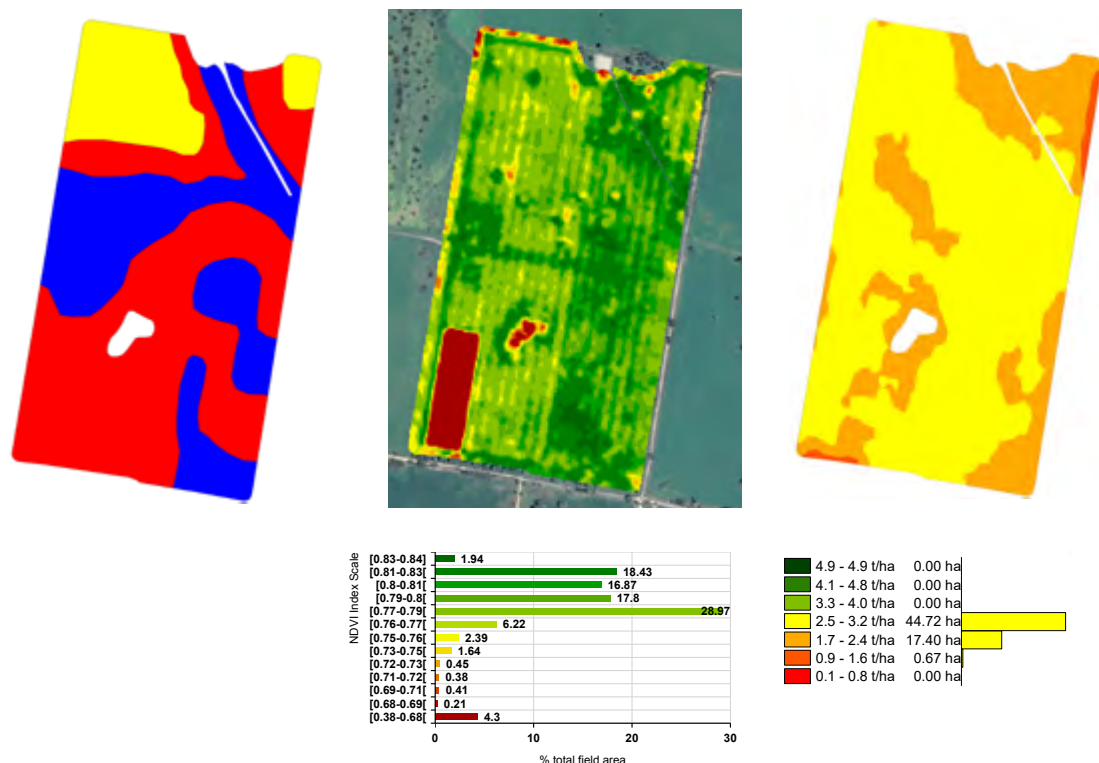 NDVI Index Scale
[0.83-0.84] 1.94
[0.81-0.83[ 18.43
[0.8-0.81[ 16.87
[0.79-0.8[ 17.8
[0.77-0.79[ 28.97
[0.76-0.77[ 6.22
[0.75-0.76[ 2.39
[0.73-0.75[ 1.64
[0.72-0.73[ 0.45
[0.71-0.72[ 0.38
[0.69-0.71[ 0.41
[0.68-0.69[ 0.21
[0.38-0.68[ 4.3
0 10 20 30
% total field area
4.9 - 4.9 t/ha 0.00 ha
4.1 - 4.8 t/ha 0.00 ha
3.3 - 4.0 t/ha 0.00 ha
2.5 - 3.2 t/ha 44.72 ha
1.7 - 2.4 t/ha 17.40 ha
0.9 - 1.6 t/ha 0.67 ha
0.1 - 0.8 t/ha 0.00 ha